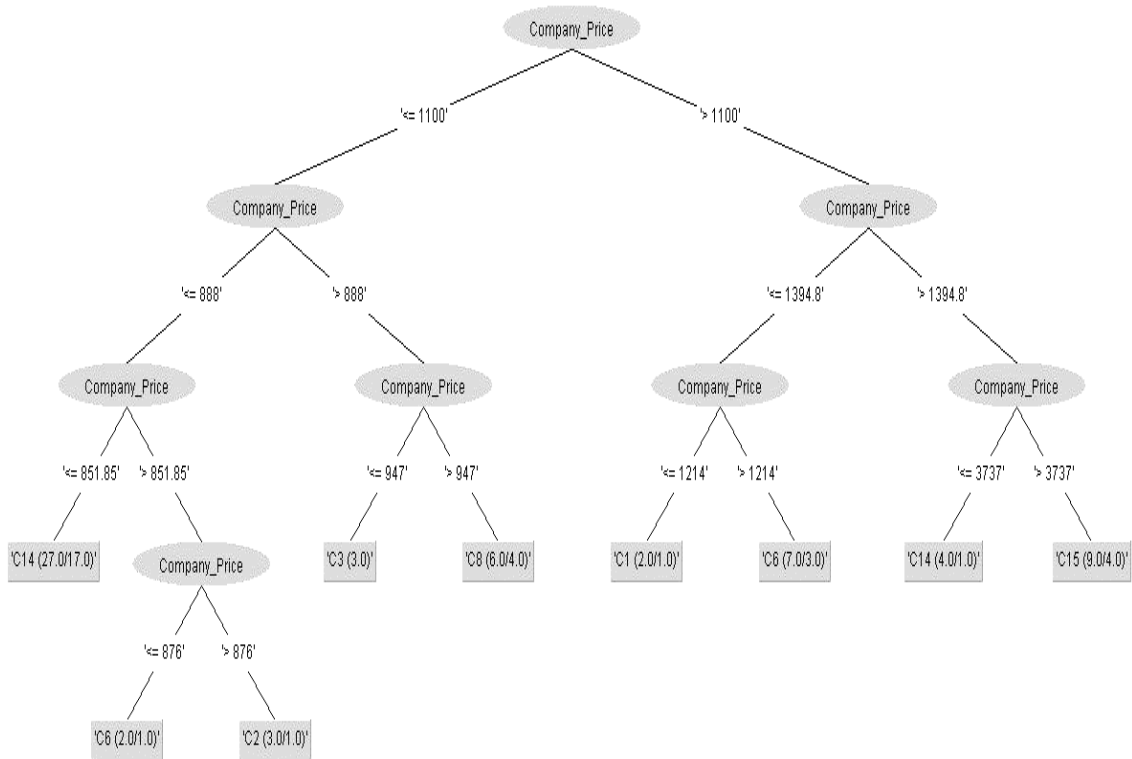 Company_Price
'<= 1100' '> 1100'
Company_Price Company_Price
'<= 888' '> 888' '<= 1394.8' '> 1394.8'
Company_Price Company_Price Company_Price Company_Price
'<= 851.85' '> 851.85' '<= 947' '> 947' '<= 1214' '> 1214' '<= 3737' '> 3737'
'C14 (27.0/17.0)' Company_Price 'C3 (3.0)' 'C8 (6.0/4.0)' 'C1 (2.0/1.0)' 'C6 (7.0/3.0)' 'C14 (4.0/1.0)' 'C15 (9.0/4.0)'
'<= 876' '> 876'
'C6 (2.0/1.0)' 'C2 (3.0/1.0)'